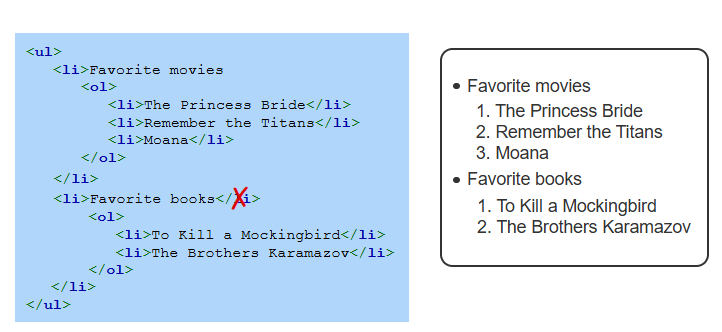 <ul>
<li>Favorite movies
<ol>
<li>The Princess Bride</li>
<li>Remember the Titans</li>
<li>Moana</li>
</ol>
</li>
<li>Favorite books</li>
<ol>
<li>To Kill a Mockingbird</li>
<li>The Brothers Karamazov</li>
</ol>
</li>
</ul>
• Favorite movies
1. The Princess Bride
2. Remember the Titans
3. Moana
• Favorite books
1. To Kill a Mockingbird
2. The Brothers Karamazov